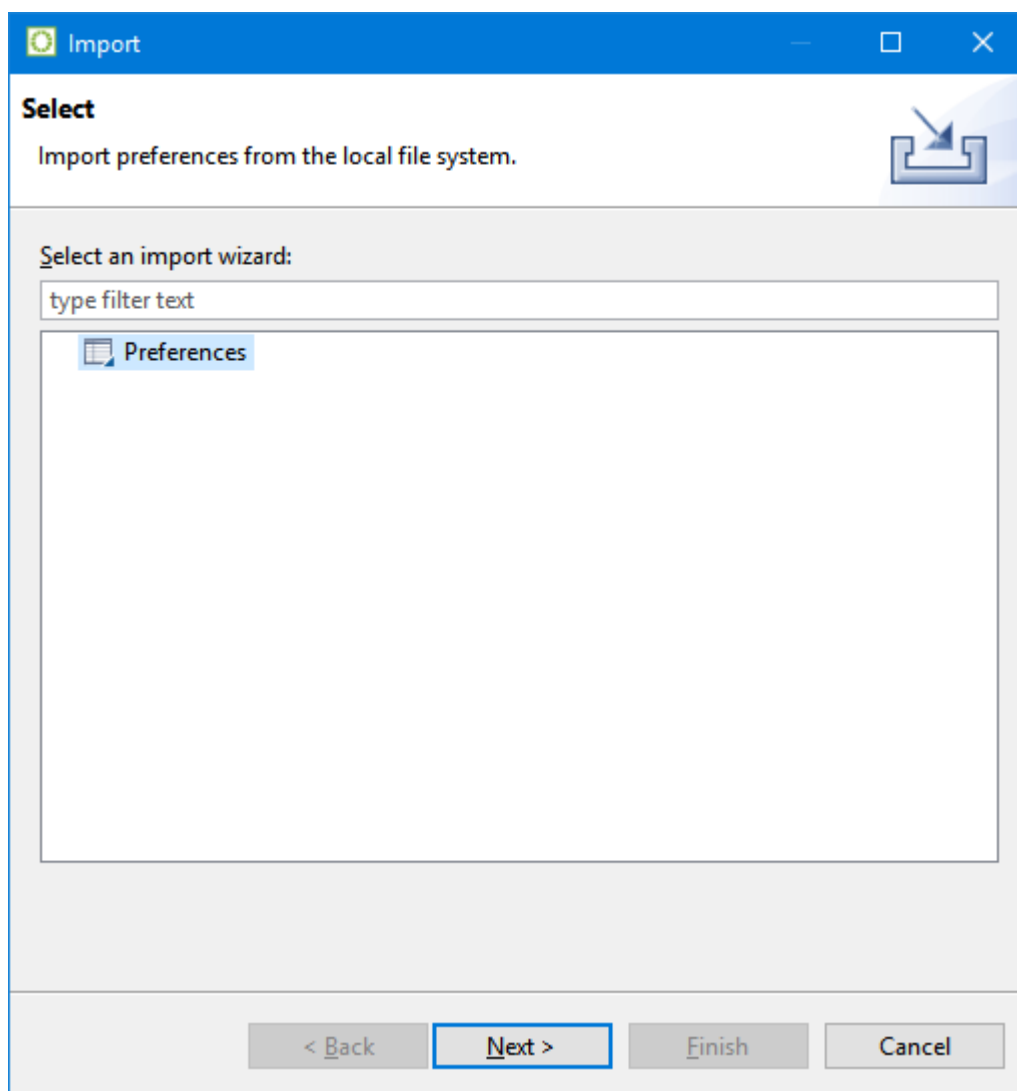 Import
Select
Import preferences from the local file system.
Select an import wizard:
type filter text
Preferences
< Back
Next >
Finish
Cancel